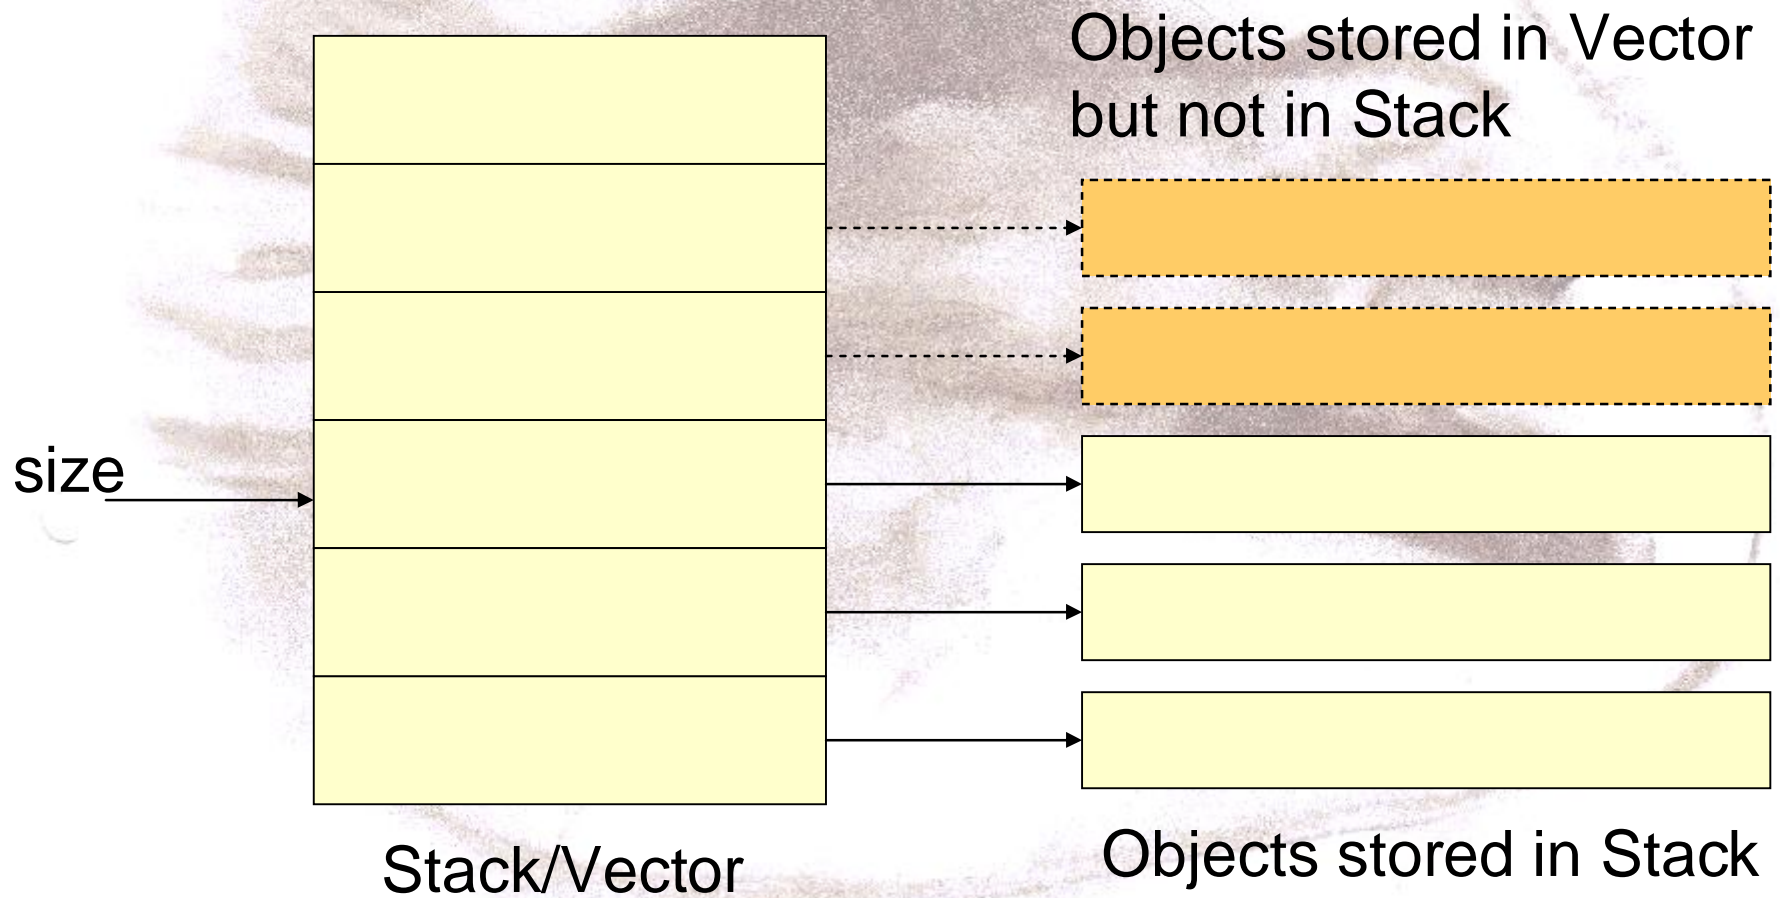 Objects stored in Vector
but not in Stack
size
Stack/Vector
Objects stored in Stack